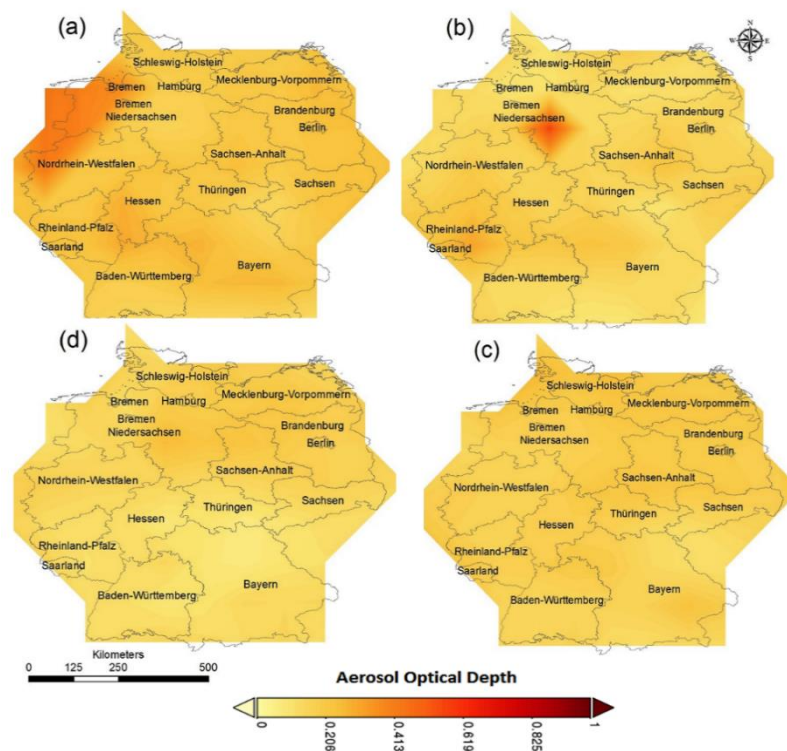 (a)
Schleswig-Holstein
Mecklenburg-Vorpommern
Bremen
Hamburg
Bremen
Niedersachsen
Brandenburg
Berlin
Sachsen-Anhalt
Nordrhein-Westfalen
Hessen
Thüringen
Sachsen
Rheinland-Pfalz
Saarland
Baden-Württemberg
Bayern
(b)
N
W
E
S
Schleswig-Holstein
Mecklenburg-Vorpommern
Bremen
Hamburg
Bremen
Niedersachsen
Brandenburg
Berlin
Sachsen-Anhalt
Nordrhein-Westfalen
Hessen
Thüringen
Sachsen
Rheinland-Pfalz
Saarland
Baden-Württemberg
Bayern
(d)
Schleswig-Holstein
Mecklenburg-Vorpommern
Bremen
Hamburg
Bremen
Niedersachsen
Brandenburg
Berlin
Sachsen-Anhalt
Nordrhein-Westfalen
Hessen
Thüringen
Sachsen
Rheinland-Pfalz
Saarland
Baden-Württemberg
Bayern
(c)
Schleswig-Holstein
Mecklenburg-Vorpommern
Bremen
Hamburg
Bremen
Niedersachsen
Brandenburg
Berlin
Sachsen-Anhalt
Nordrhein-Westfalen
Hessen
Thüringen
Sachsen
Rheinland-Pfalz
Saarland
Baden-Württemberg
Bayern
Kilometers
0 125 250 500
Aerosol Optical Depth
0 0.206 0.413 0.619 0.825 1